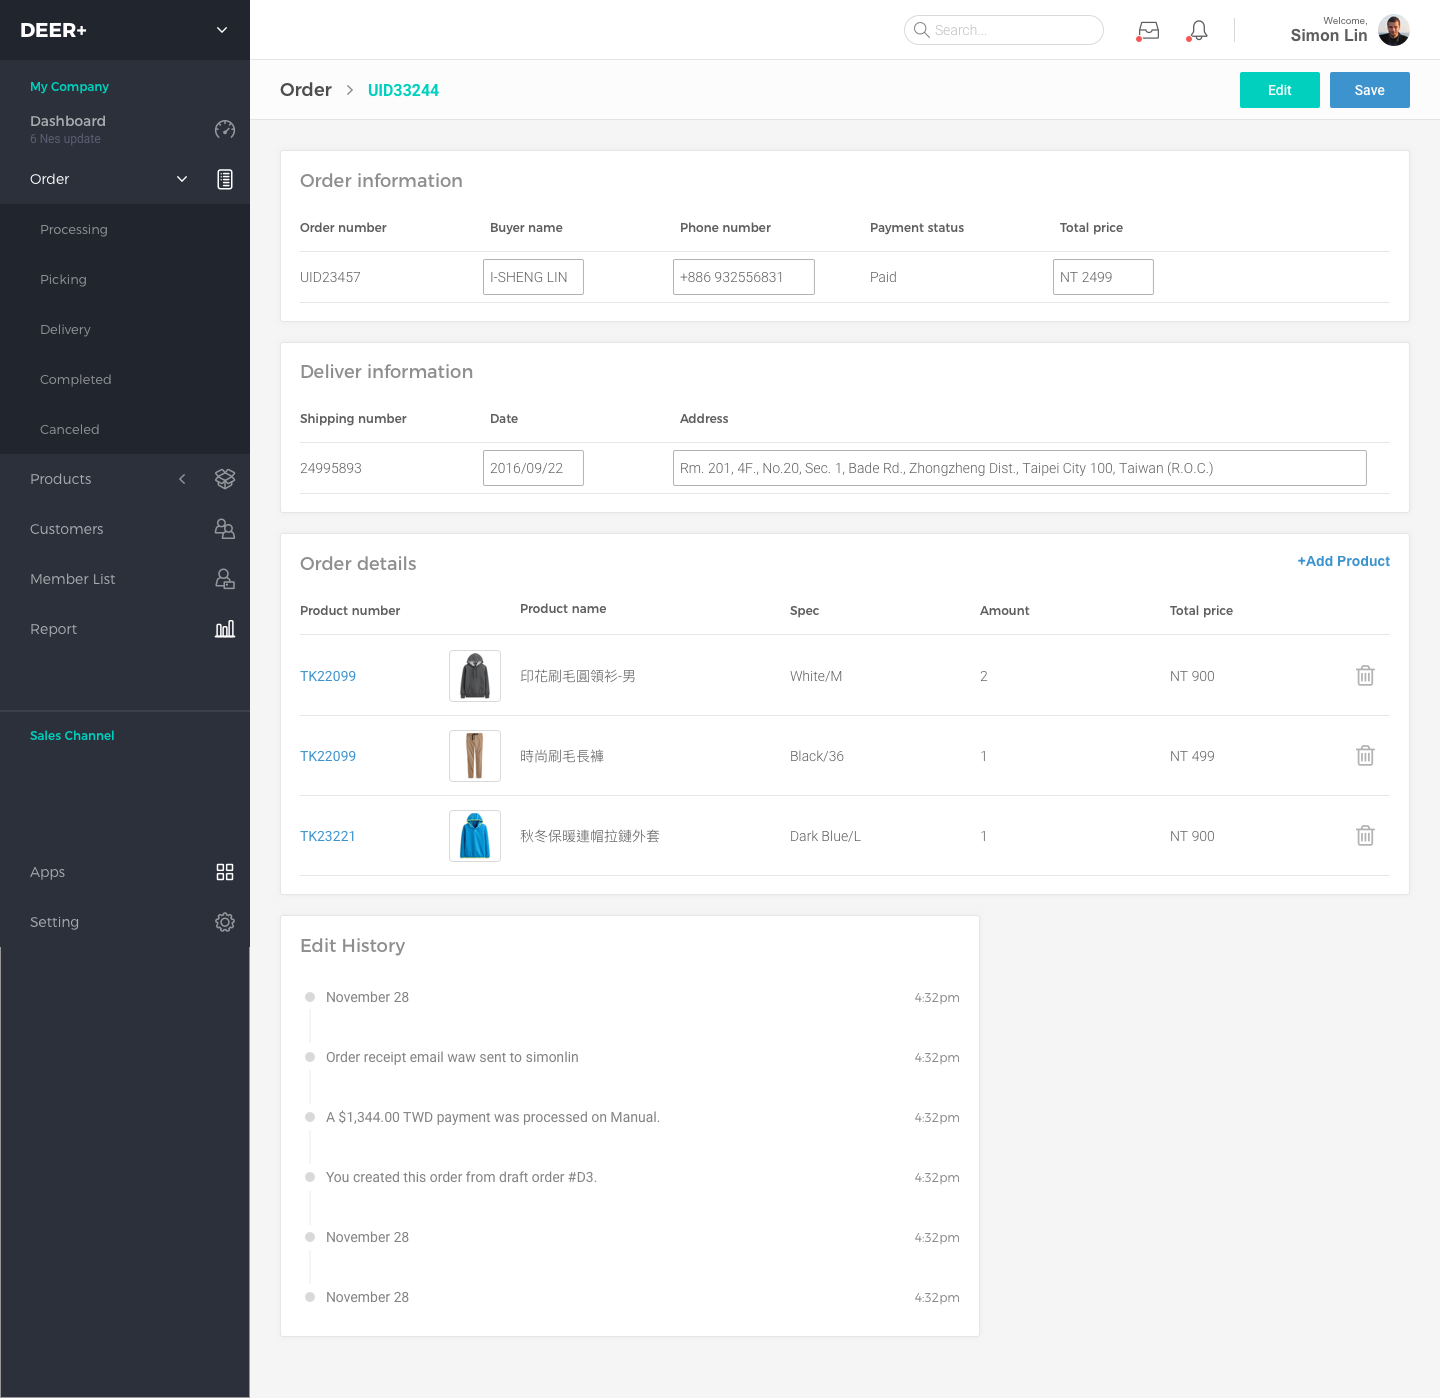 DEER+
Search...
Welcome,
Simon Lin
My Company
Dashboard
6 Nes update
Order
Processing
Picking
Delivery
Completed
Canceled
Products
Customers
Member List
Report
Sales Channel
Apps
Setting
Order > UID33244
Edit
Save
Order information
Order number Buyer name Phone number Payment status Total price
UID23457 I-SHENG LIN +886 932556831 Paid NT 2499
Deliver information
Shipping number Date Address
24995893 2016/09/22 Rm. 201, 4F., No.20, Sec. 1, Bade Rd., Zhongzheng Dist., Taipei City 100, Taiwan (R.O.C.)
Order details
+Add Product
Product number Product name Spec Amount Total price
TK22099 印花刷毛圓領衫-男 White/M 2 NT 900
TK22099 時尚刷毛長褲 Black/36 1 NT 499
TK23221 秋冬保暖連帽拉鏈外套 Dark Blue/L 1 NT 900
Edit History
November 28 4:32pm
Order receipt email waw sent to simonlin 4:32pm
A $1,344.00 TWD payment was processed on Manual. 4:32pm
You created this order from draft order #D3. 4:32pm
November 28 4:32pm
November 28 4:32pm